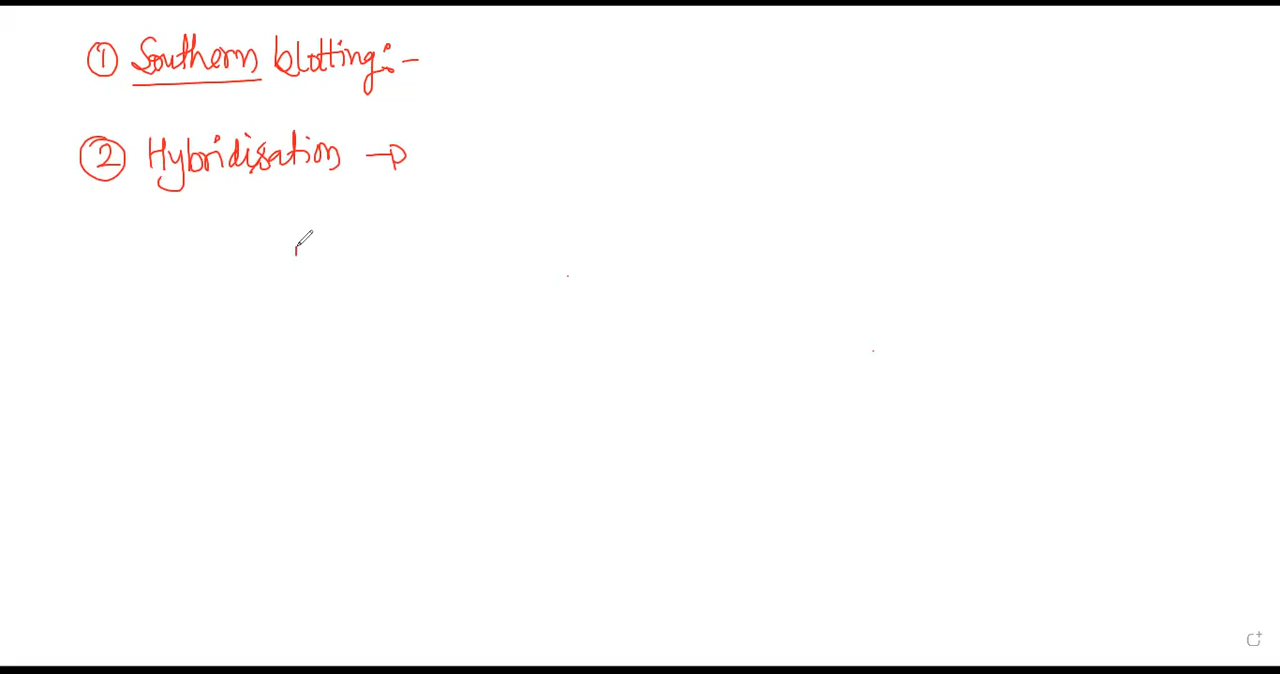 ① Southern blotting:-
② Hybridisation →